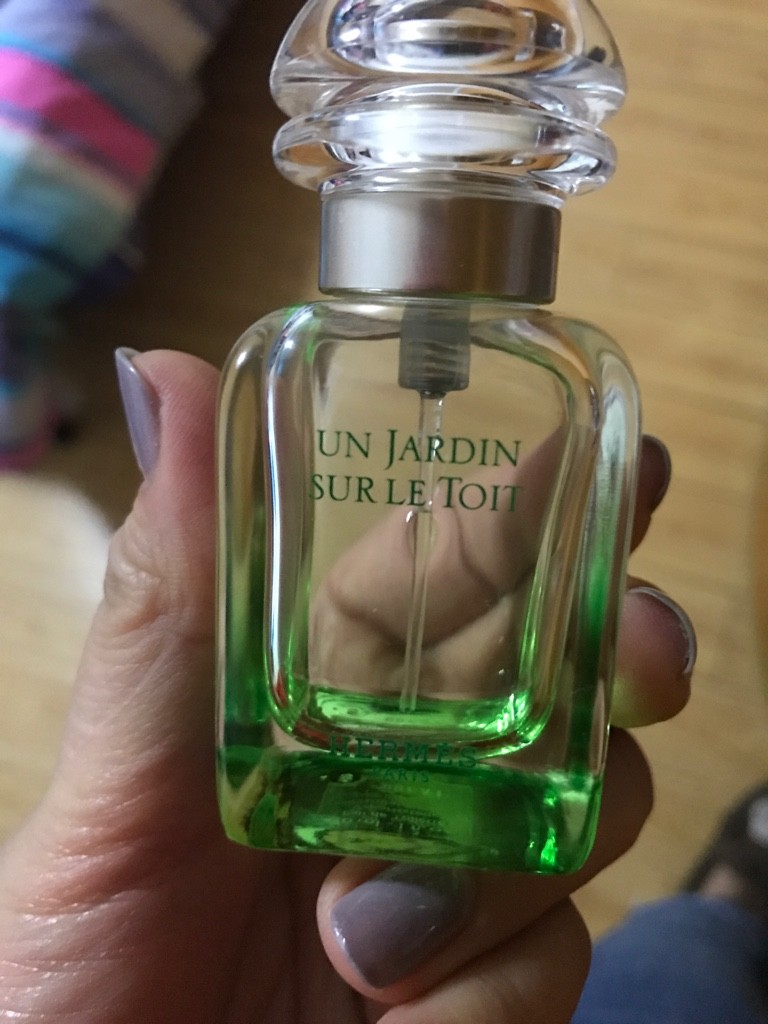 UN JARDIN
SUR LE TOIT
HERMÈS
PARIS